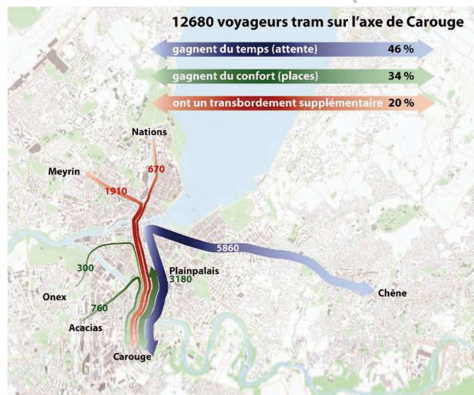 12680 voyageurs tram sur l'axe de Carouge
gagnent du temps (attente) 46 %
gagnent du confort (places) 34 %
ont un transbordement supplémentaire 20 %
Nations
Meyrin
670
1910
5860
300
Plainpalais
3180
Onex
760
Chêne
Acacias
Carouge